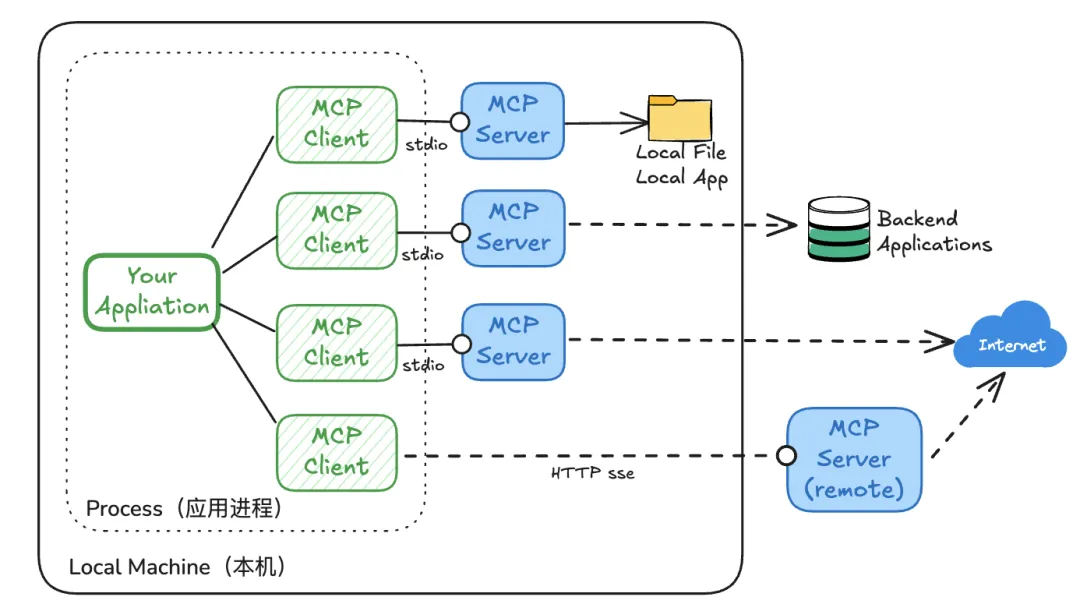 MCP
Client
stdio
MCP
Server
Local File
Local App
MCP
Client
stdio
MCP
Server
Backend
Applications
Your
Appliation
MCP
Client
stdio
MCP
Server
Internet
MCP
Client
HTTP sse
MCP
Server
(remote)
Process（应用进程）
Local Machine（本机）